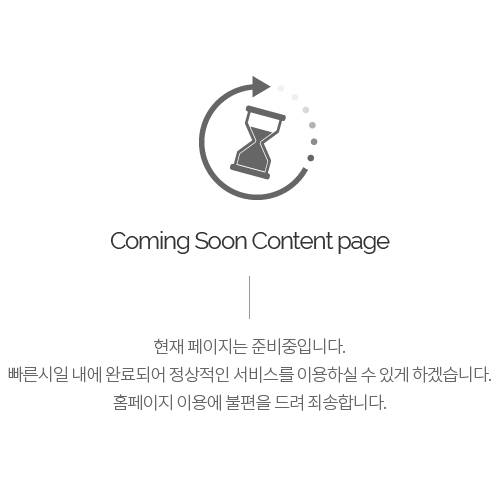 Coming Soon Content page
현재 페이지는 준비중입니다.
빠른시일 내에 완료되어 정상적인 서비스를 이용하실 수 있게 하겠습니다.
홈페이지 이용에 불편을 드려 죄송합니다.